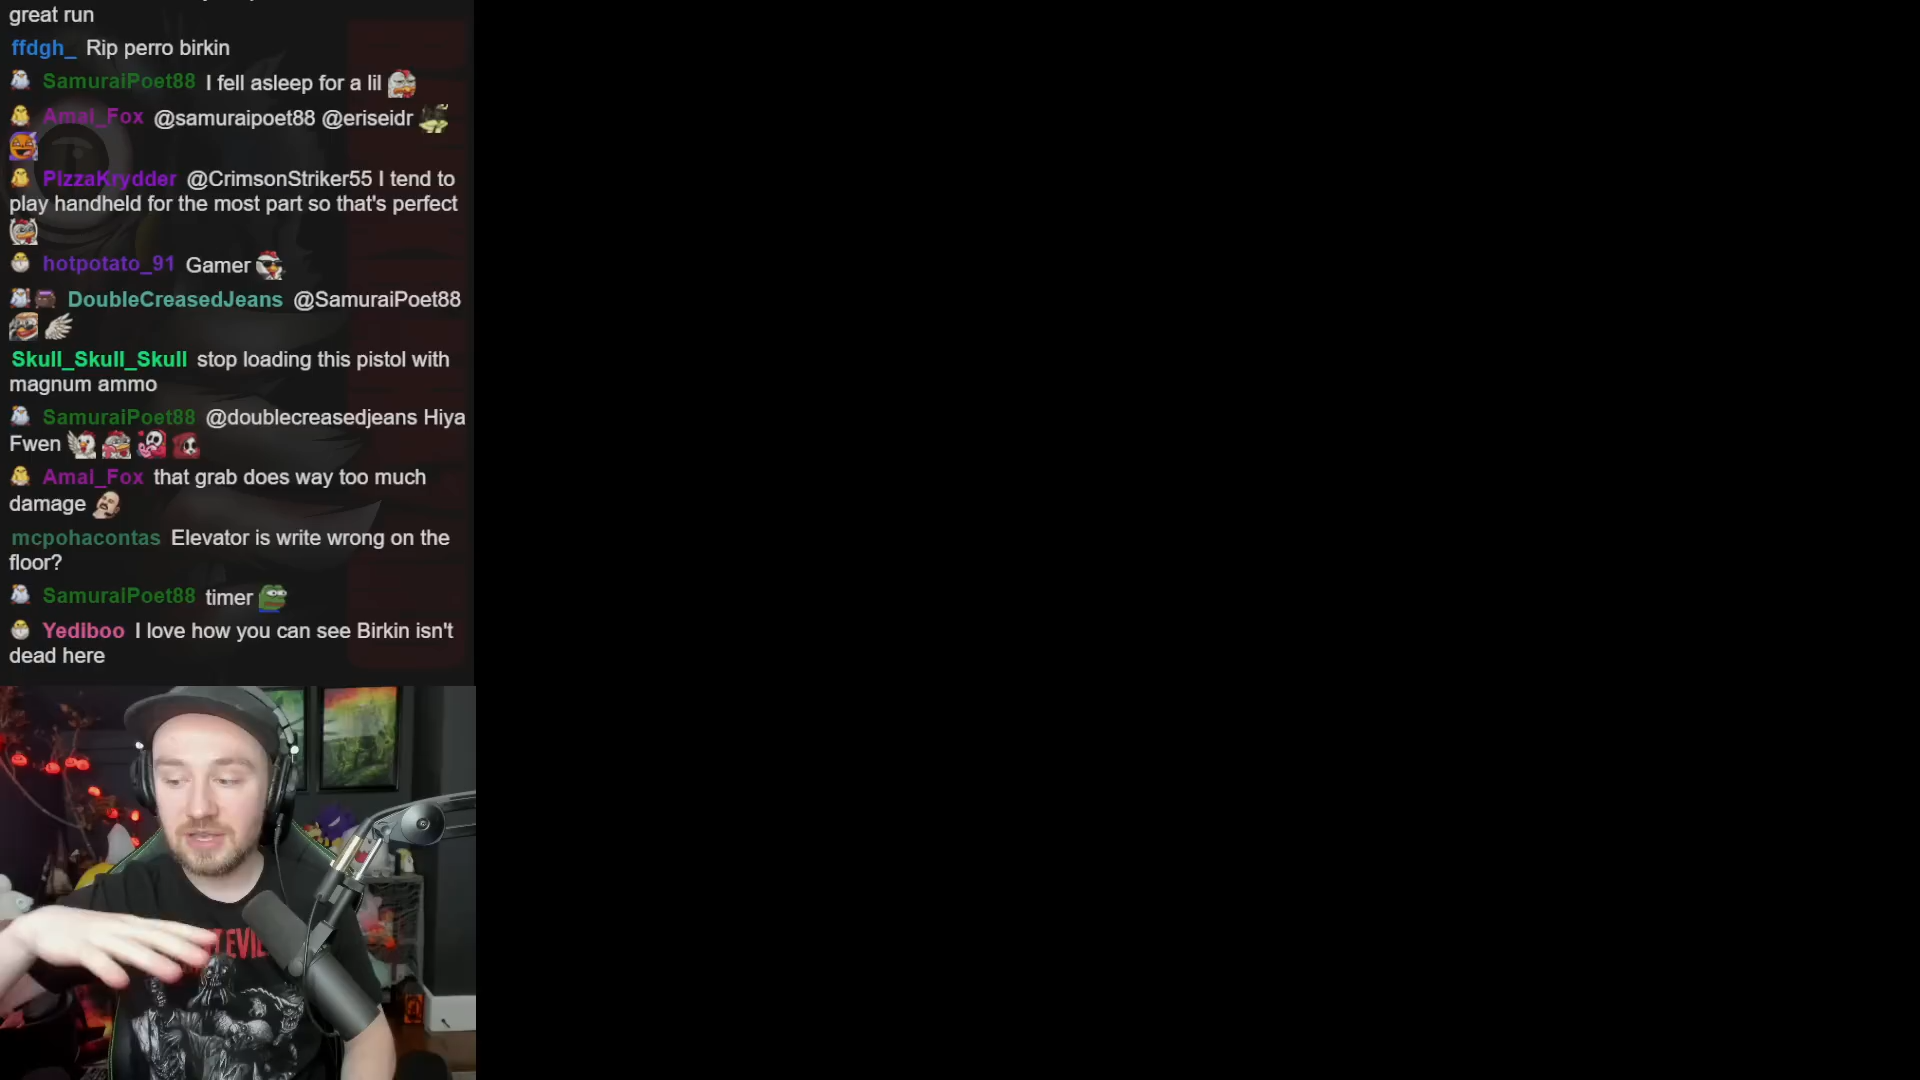 great run
ffdgh_ Rip perro birkin
SamuraiPoet88 I fell asleep for a lil
Amal_Fox @samuraipoet88 @eriseidr
PIzzaKrydder @CrimsonStriker55 I tend to
play handheld for the most part so that's perfect
hotpotato_91 Gamer
DoubleCreasedJeans @SamuraiPoet88
Skull_Skull_Skull stop loading this pistol with
magnum ammo
SamuraiPoet88 @doublecreasedjeans Hiya
Fwen
Amal_Fox that grab does way too much
damage
mcpohacontas Elevator is write wrong on the
floor?
SamuraiPoet88 timer
Yediboo I love how you can see Birkin isn't
dead here
EVIL